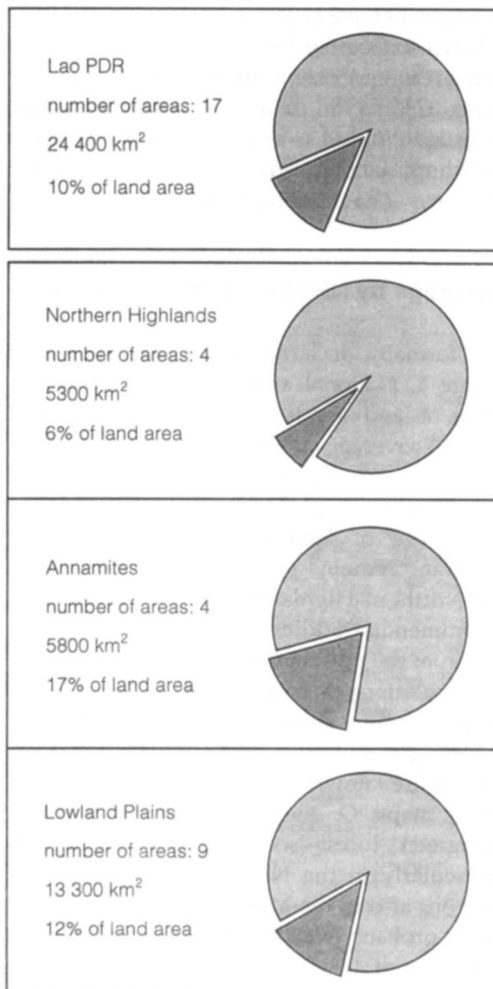 Lao PDR
number of areas: 17
24 400 km²
10% of land area
Northern Highlands
number of areas: 4
5300 km²
6% of land area
Annamites
number of areas: 4
5800 km²
17% of land area
Lowland Plains
number of areas: 9
13 300 km²
12% of land area